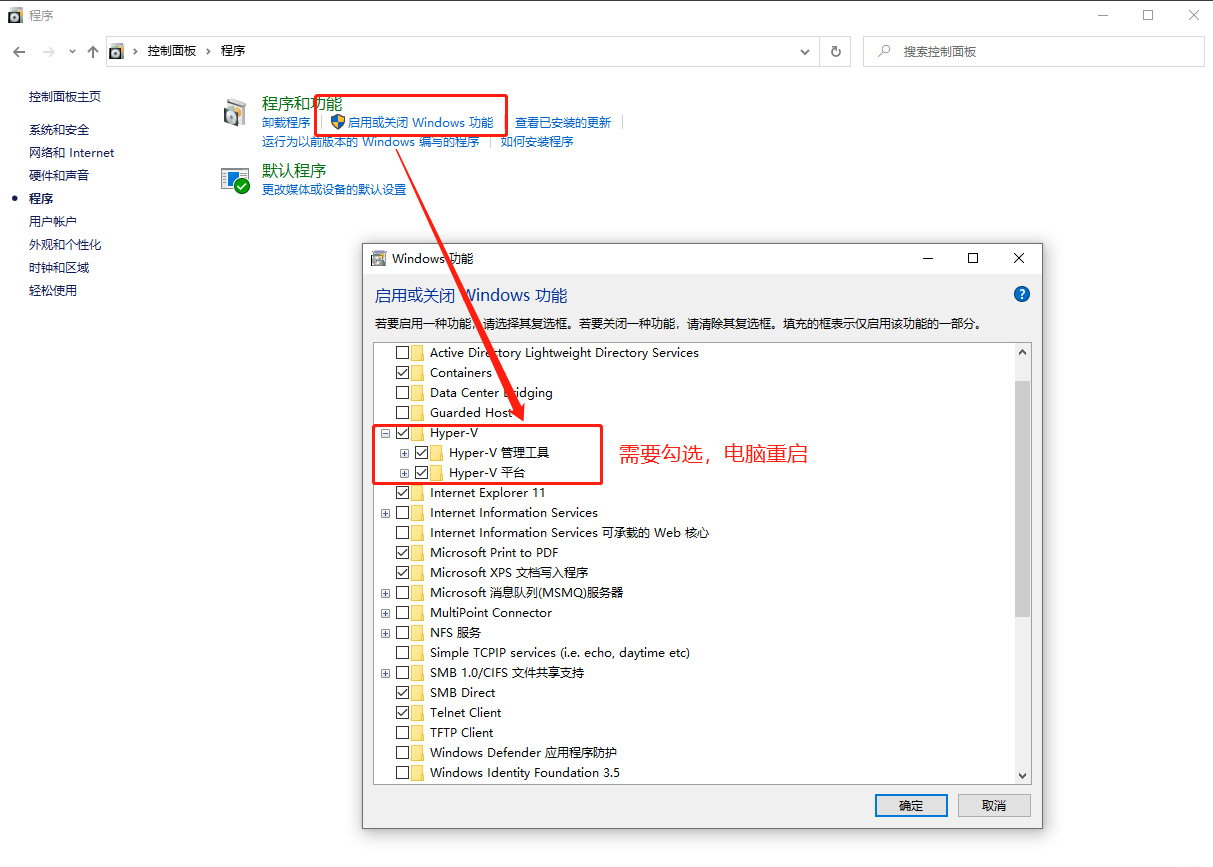 程序
控制面板 › 程序
搜索控制面板
控制面板主页
系统和安全
网络和 Internet
硬件和声音
程序
用户帐户
外观和个性化
时钟和区域
轻松使用
程序和功能
卸载程序 启用或关闭 Windows 功能 查看已安装的更新
运行为以前版本的 Windows 编写的程序 如何安装程序
默认程序
更改媒体或设备的默认设置
Windows 功能
启用或关闭 Windows 功能
若要启用一种功能，请选择其复选框。若要关闭一种功能，请清除其复选框。填充的框表示仅启用该功能的一部分。
Active Directory Lightweight Directory Services
Containers
Data Center Bridging
Guarded Host
Hyper-V
Hyper-V 管理工具
Hyper-V 平台
需要勾选，电脑重启
Internet Explorer 11
Internet Information Services
Internet Information Services 可承载的 Web 核心
Microsoft Print to PDF
Microsoft XPS 文档写入程序
Microsoft 消息队列(MSMQ)服务器
MultiPoint Connector
NFS 服务
Simple TCPIP services (i.e. echo, daytime etc)
SMB 1.0/CIFS 文件共享支持
SMB Direct
Telnet Client
TFTP Client
Windows Defender 应用程序防护
Windows Identity Foundation 3.5
确定 取消